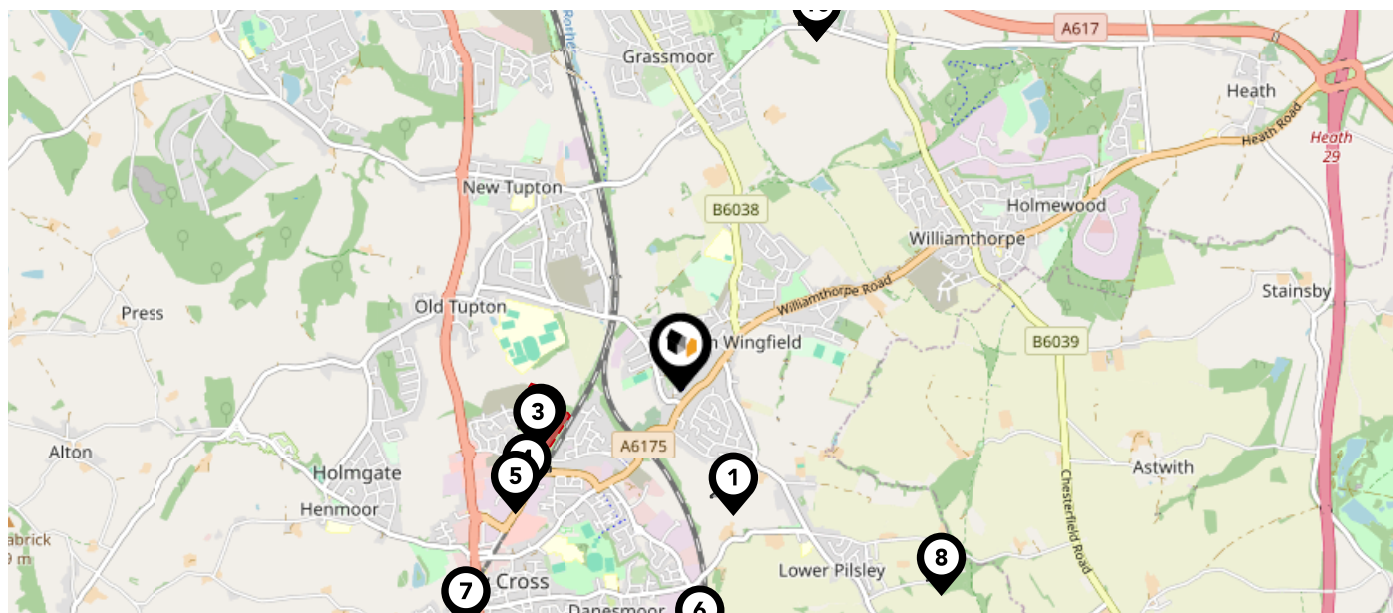 A617
Grassmoor
Heath
Heath Road
Heath
29
New Tupton
B6038
Holmewood
Williamthorpe
Williamthorpe Road
Stainsby
Old Tupton
Press
Wingfield
B6039
3
A6175
Alton
Holmgate
5
1
Astwith
Henmoor
Chesterfield Road
8
Lower Pilsley
7
Cross
6
Danesmoor